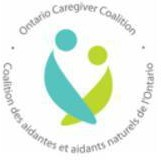 Ontario Caregiver Coalition
Coalition des aidantes et aidants naturels de l'Ontario